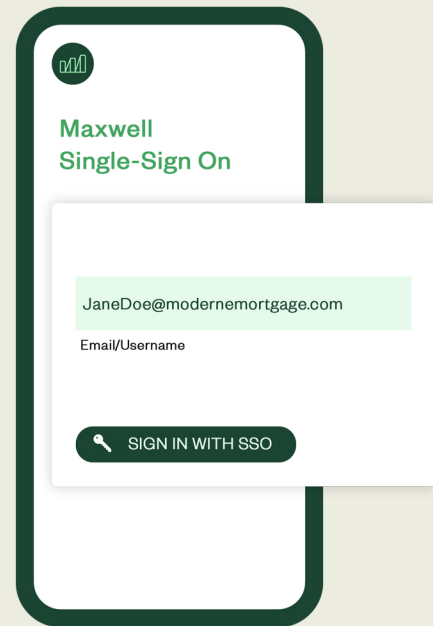 Maxwell
Single-Sign On
JaneDoe@modernemortgage.com
Email/Username
SIGN IN WITH SSO